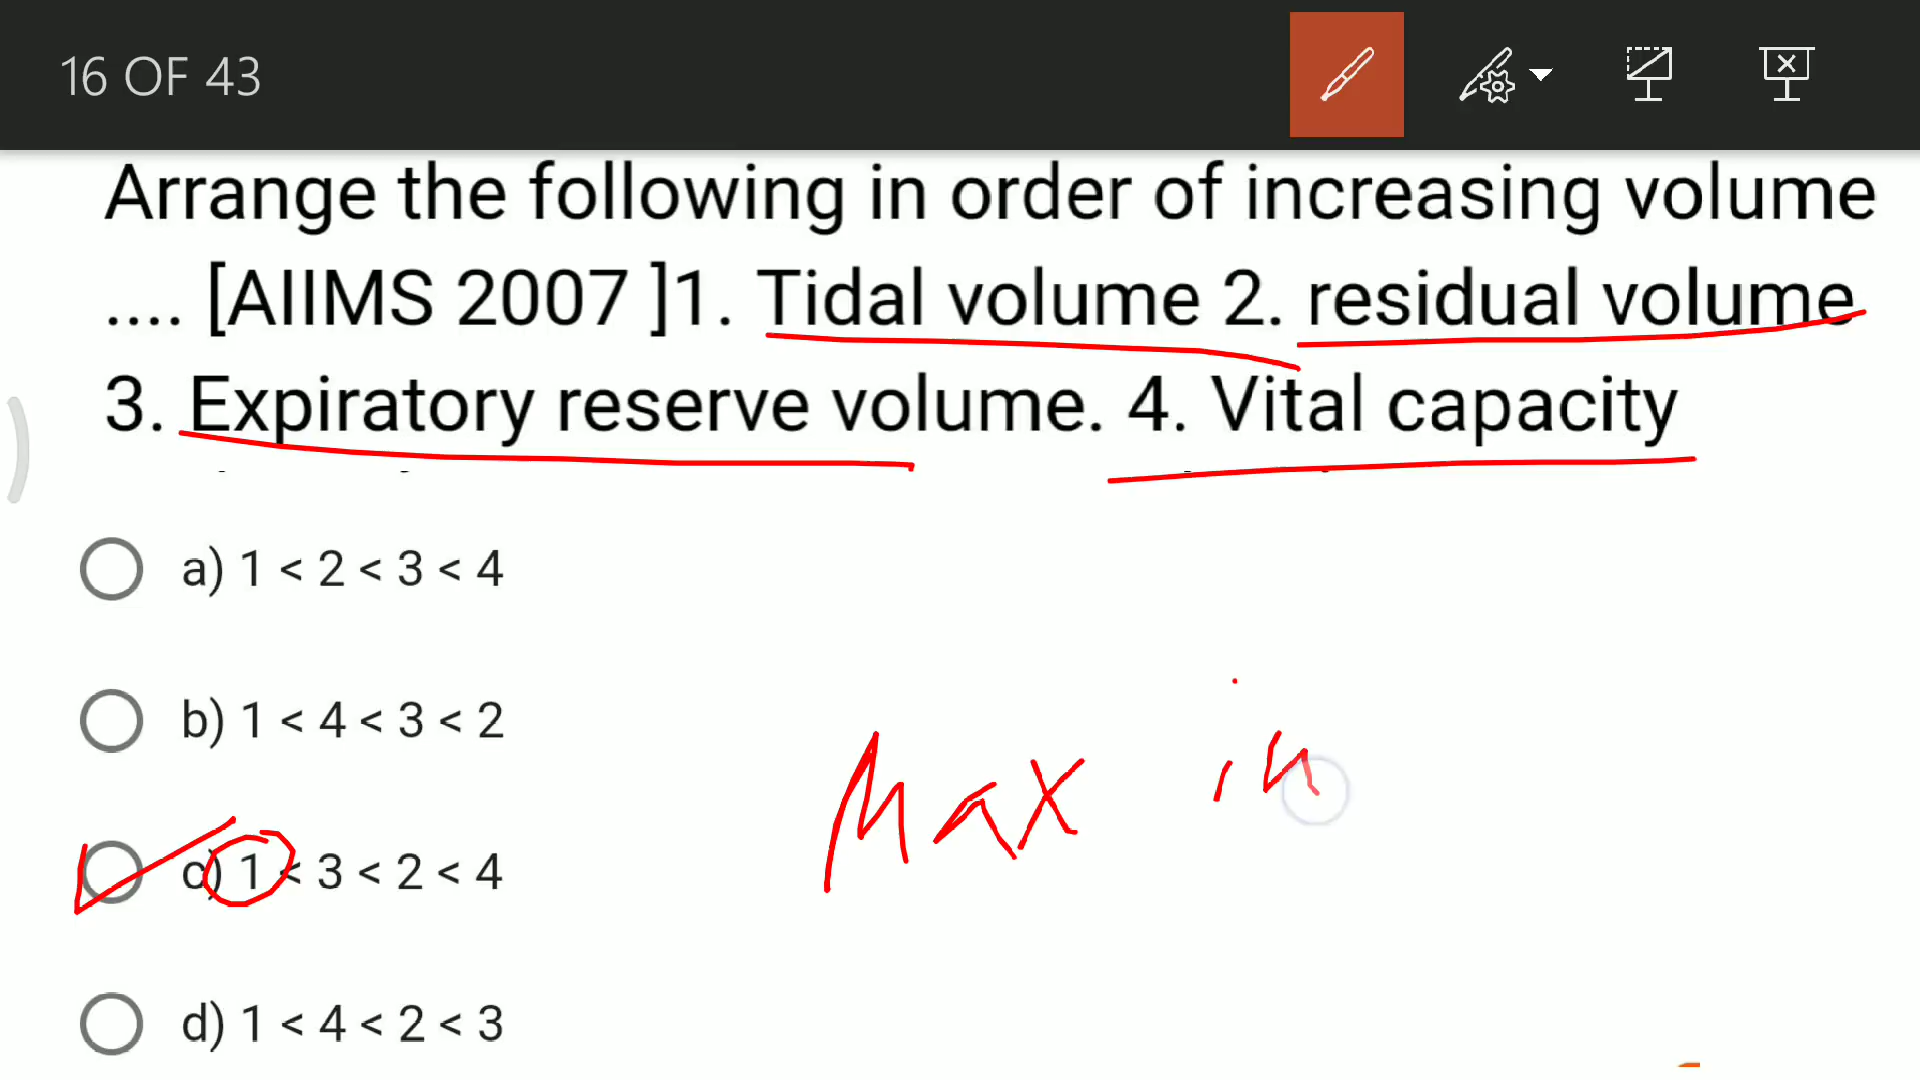 16 OF 43
Arrange the following in order of increasing volume
.... [AIIMS 2007 ]1. Tidal volume 2. residual volume
3. Expiratory reserve volume. 4. Vital capacity
a) 1 < 2 < 3 < 4
b) 1 < 4 < 3 < 2
Max in
c) 1 < 3 < 2 < 4
d) 1 < 4 < 2 < 3